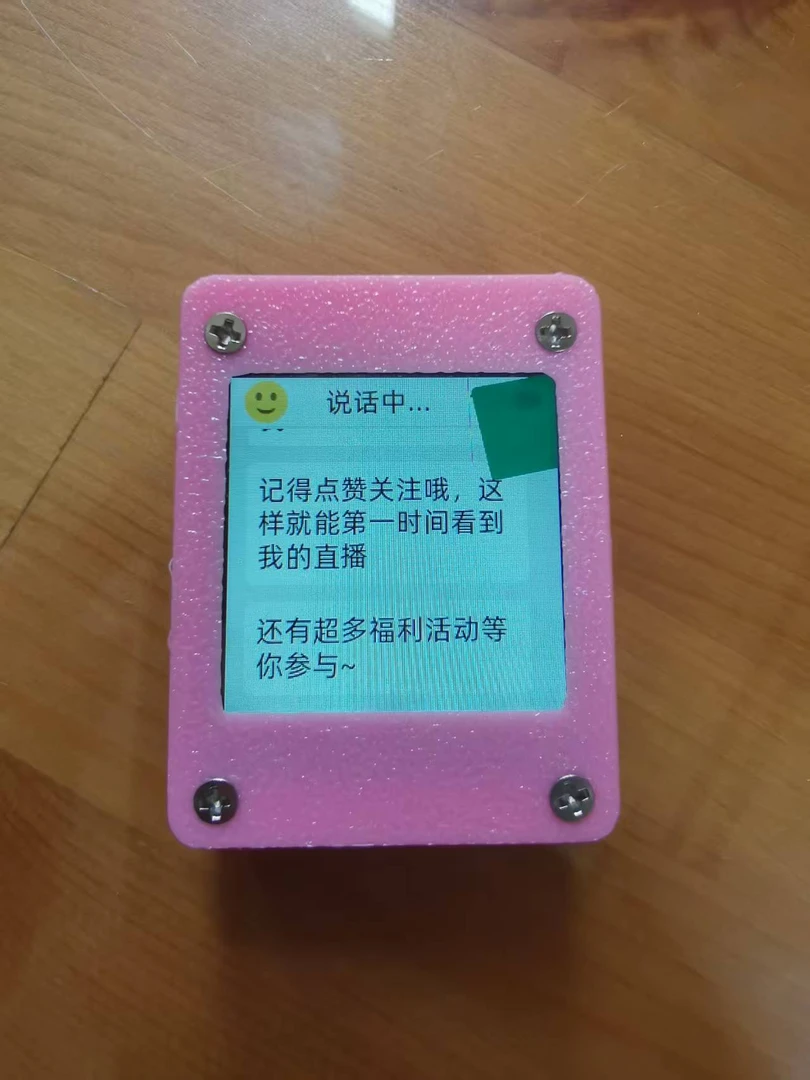 说话中...
记得点赞关注哦，这
样就能第一时间看到
我的直播
还有超多福利活动等
你参与~